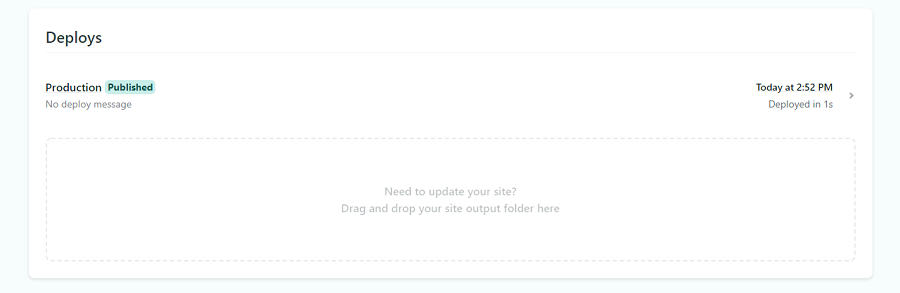 Deploys
Production Published
Today at 2:52 PM
No deploy message
Deployed in 1s
Need to update your site?
Drag and drop your site output folder here